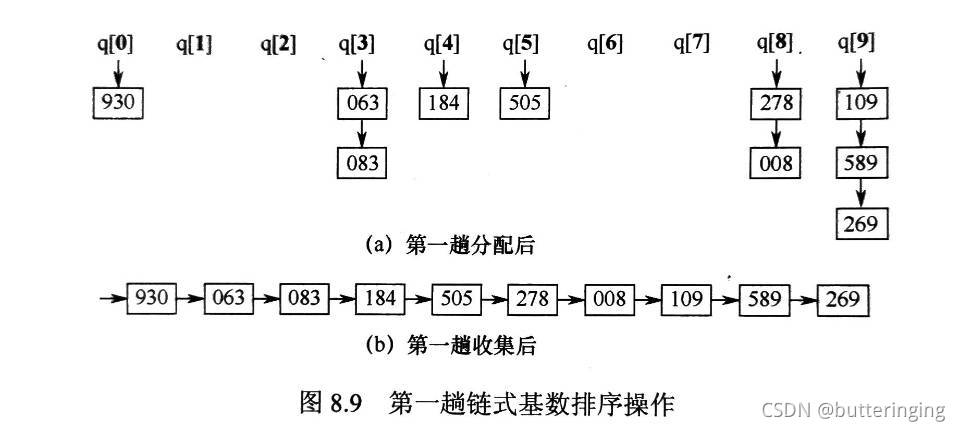 q[0] q[1] q[2] q[3] q[4] q[5] q[6] q[7] q[8] q[9]
930 063 184 505 278 109
083 008 589
269
(a) 第一趟分配后
930 063 083 184 505 278 008 109 589 269
(b) 第一趟收集后
图 8.9 第一趟链式基数排序操作
CSDN @butteringing